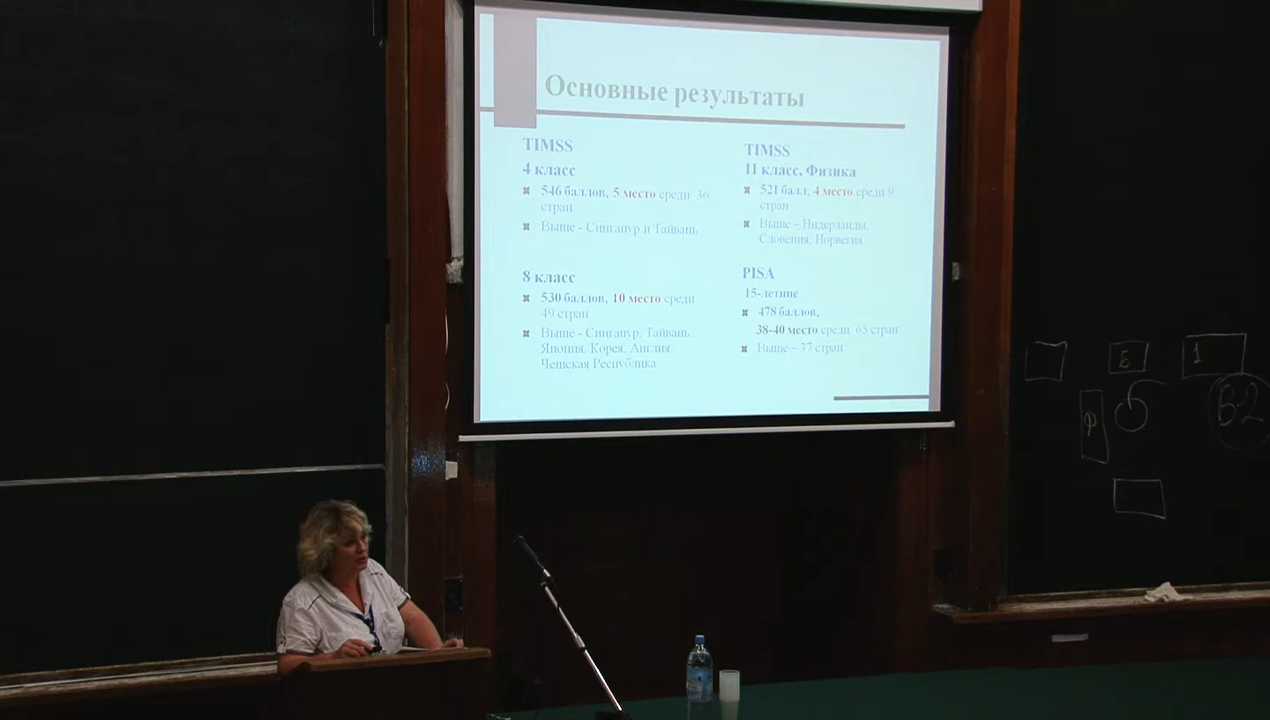 Основные результаты
TIMSS
4 класс
546 баллов, 5 место среди 36
стран
Выше - Сингапур и Тайвань
8 класс
530 баллов, 10 место среди
49 стран
Выше - Сингапур, Тайвань,
Япония, Корея, Англия,
Чешская Республика
TIMSS
11 класс. Физика
521 балл, 4 место среди 9
стран
Выше – Нидерланды,
Словения, Норвегия
PISA
15-летние
478 баллов,
38-40 место среди 65 стран
Выше – 37 стран
Б
1
Ф
В2